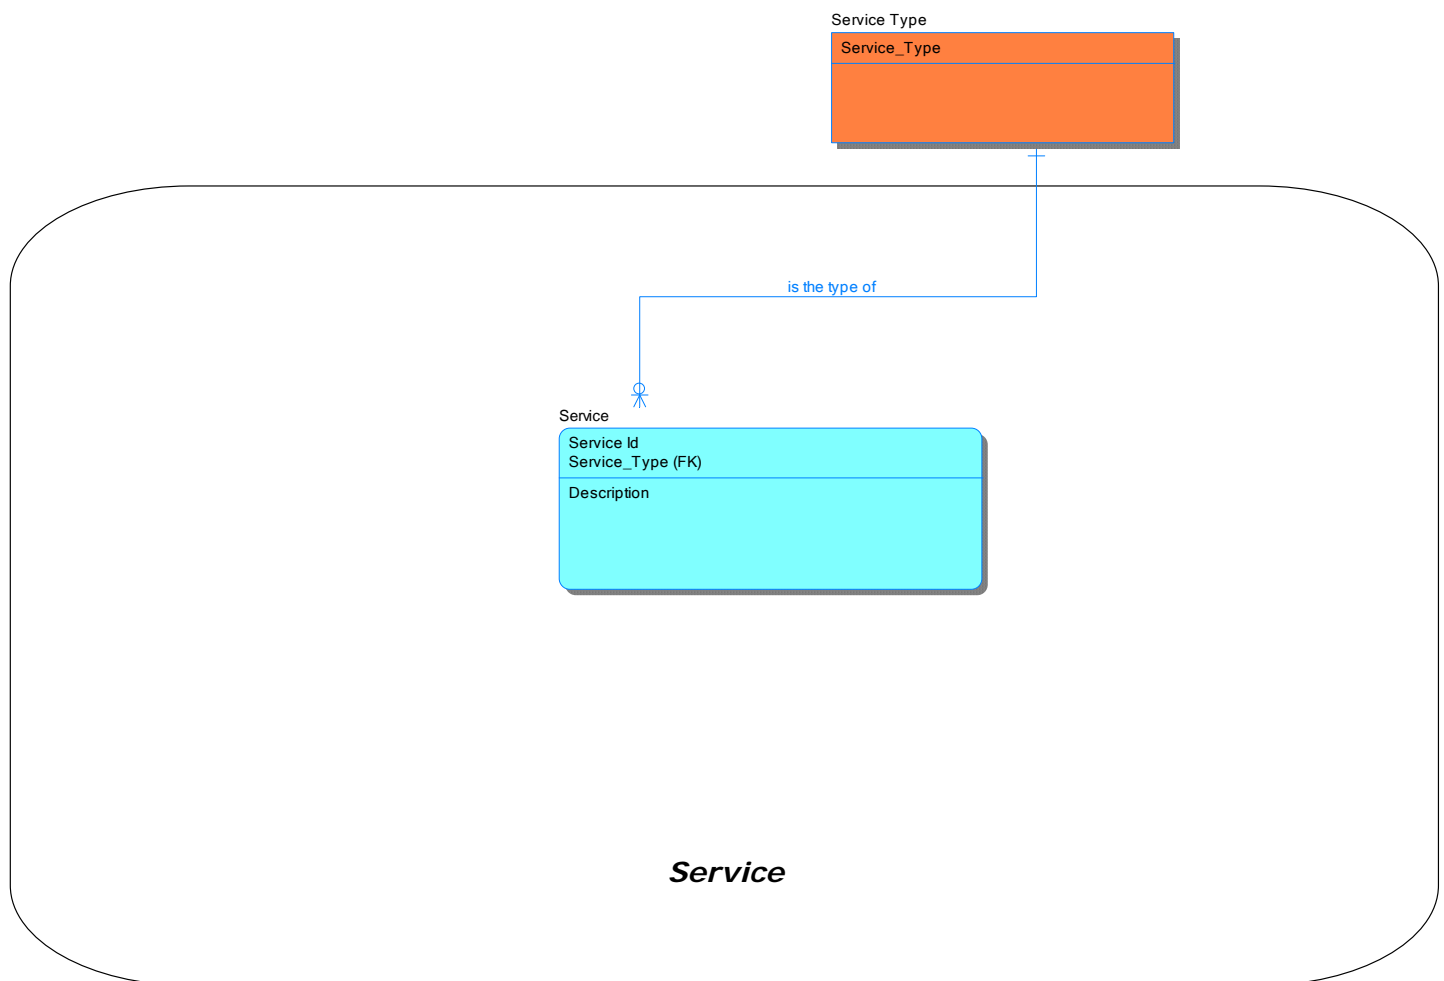 Service Type
Service_Type
is the type of
Service
Service Id
Service_Type (FK)
Description
Service